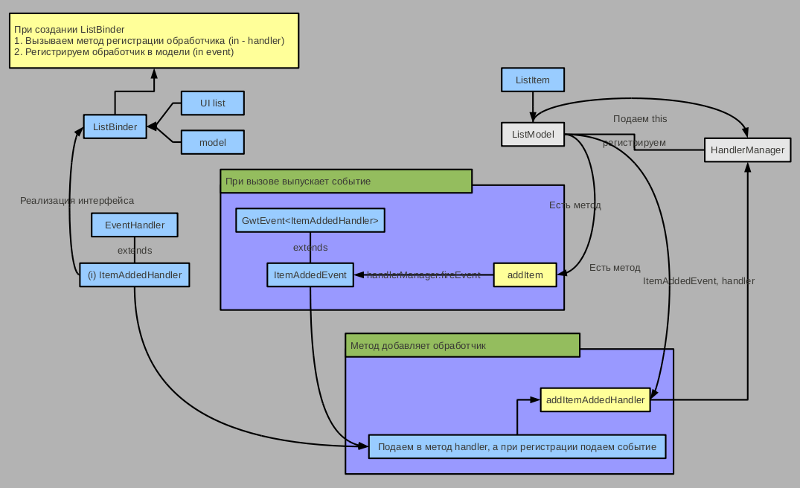 При создании ListBinder
1. Вызываем метод регистрации обработчика (in - handler)
2. Регистрируем обработчик в модели (in event)
ListItem
UI list
ListBinder
Подаем this
ListModel
регистрируем
model
HandlerManager
При вызове выпускает событие
Реализация интерфейса
Есть метод
EventHandler
GwtEvent<ItemAddedHandler>
extends
extends
(i) ItemAddedHandler
ItemAddedEvent
handlerManager.fireEvent
addItem
Есть метод
ItemAddedEvent, handler
Метод добавляет обработчик
addItemAddedHandler
Подаем в метод handler, а при регистрации подаем событие